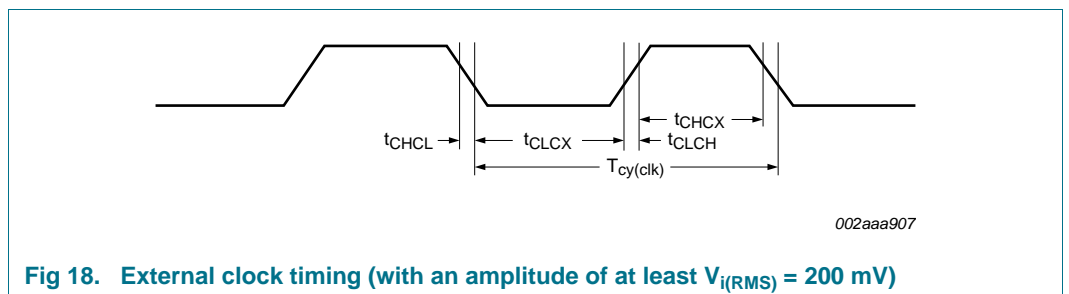 tCHCX
tCHCL tCLCX tCLCH
Tcy(clk)
002aaa907
Fig 18. External clock timing (with an amplitude of at least Vi(RMS) = 200 mV)